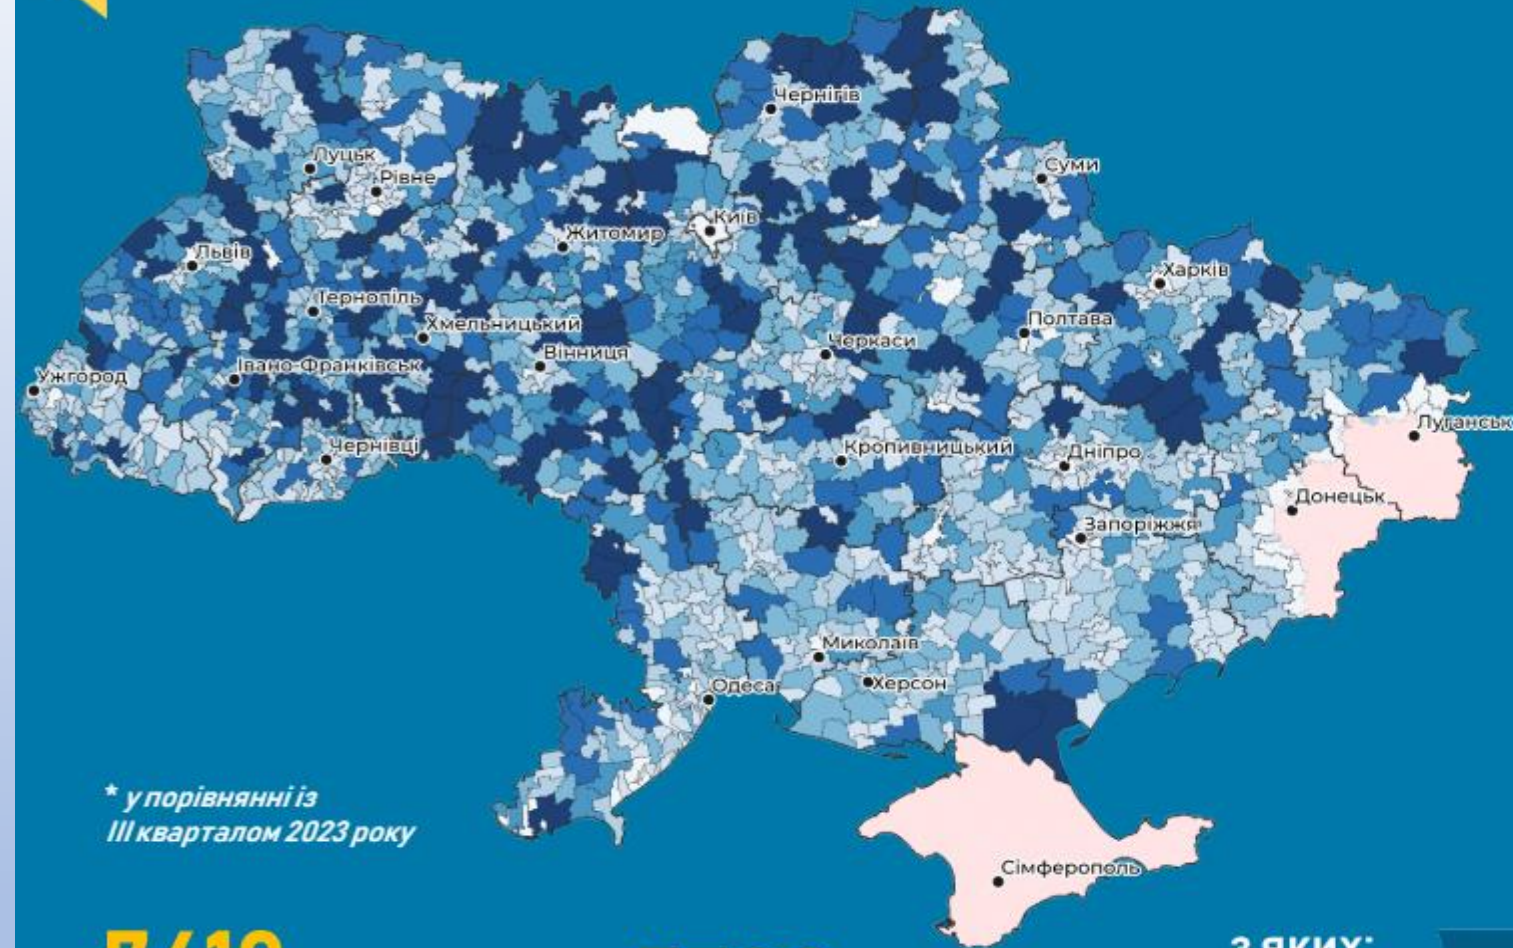 Чернігів
Луцьк
Рівне
Суми
Київ
Житомир
Львів
Харків
Тернопіль
Хмельницький
Полтава
Черкаси
Вінниця
Івано-Франківськ
Ужгород
Луганськ
Чернівці
Кропивницький
Дніпро
Донецьк
Запоріжжя
Миколаїв
Херсон
Одеса
* у порівнянні із
III кварталом 2023 року
Сімферополь
з яких: